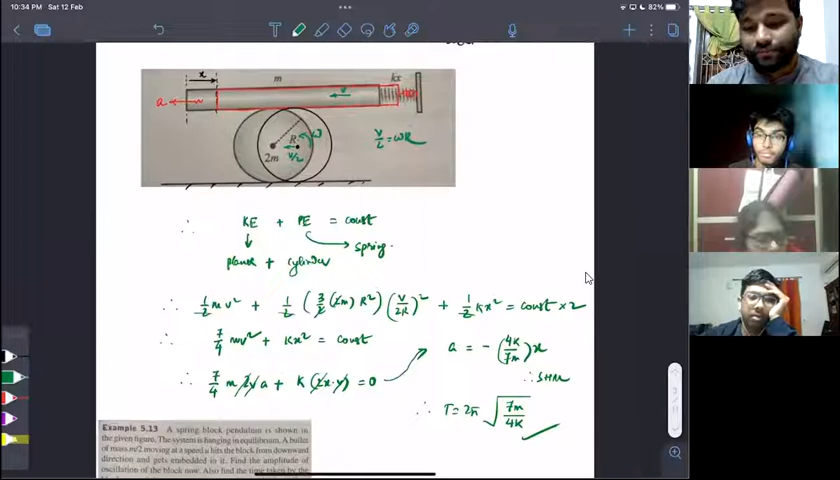 10:34 PM Sat 12 Feb
82%
x
m
kx
a
v
R
ω
2m
v/2
v/2 = ωR
∴ KE + PE = const
spring.
plank + cylinder
∴ 1/2 mv² + 1/2 (3/2 (2m) R²) (v/2R)² + 1/2 kx² = const × 2
∴ 7/4 mv² + kx² = const
a = - (4k/7m) x
∴ SHM
∴ 7/4 m 2v a + k (2x·v) = 0
∴ T = 2π √7m/4k
Example 5.13 A spring block pendulum is shown in
the given figure. The system is hanging in equilibrium. A bullet
of mass m/2 moving at a speed u hits the block from downward
direction and gets embedded in it. Find the amplitude of
oscillation of the block now. Also find the time taken by the